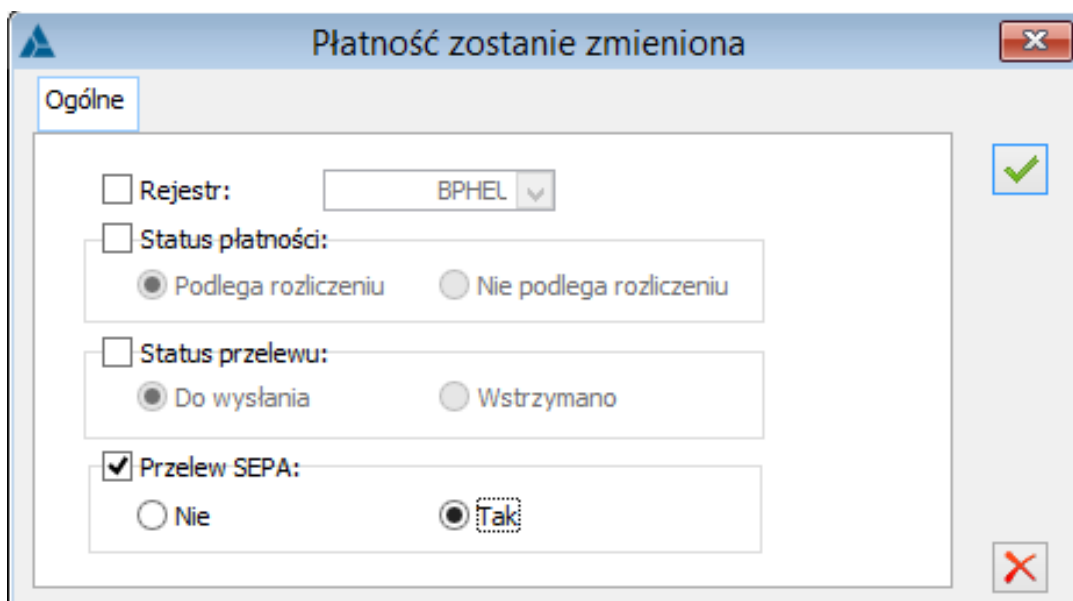 Płatność zostanie zmieniona
Ogólne
Rejestr: BPHEL
Status płatności:
Podlega rozliczeniu Nie podlega rozliczeniu
Status przelewu:
Do wysłania Wstrzymano
Przelew SEPA:
Nie Tak